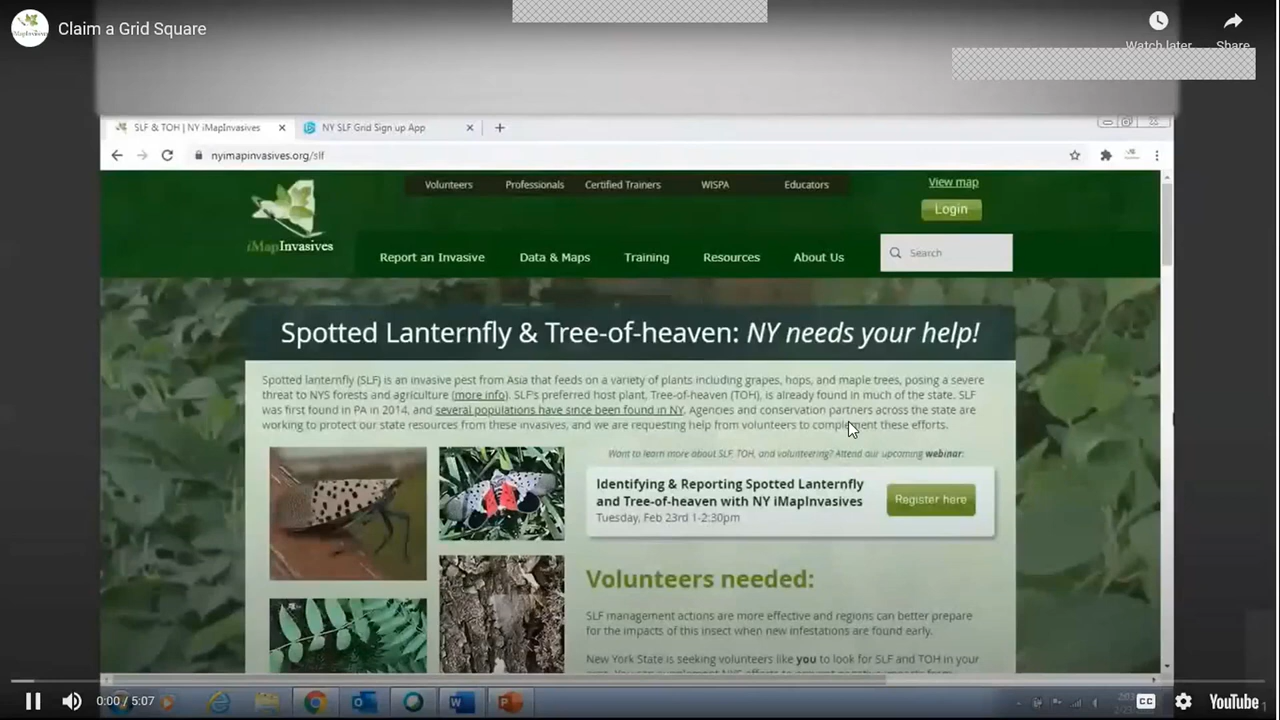 Claim a Grid Square
Watch later
Share
SLF & TOH | NY iMapInvasives
NY SLF Grid Sign up App
nyimapinvasives.org/slf
Volunteers
Professionals
Certified Trainers
WISPA
Educators
View map
Login
iMapInvasives
Report an Invasive
Data & Maps
Training
Resources
About Us
Search
Spotted Lanternfly & Tree-of-heaven: NY needs your help!
Spotted lanternfly (SLF) is an invasive pest from Asia that feeds on a variety of plants including grapes, hops, and maple trees, posing a severe
threat to NYS forests and agriculture (more info). SLF's preferred host plant, Tree-of-heaven (TOH), is already found in much of the state. SLF
was first found in PA in 2014, and several populations have since been found in NY. Agencies and conservation partners across the state are
working to protect our state resources from these invasives, and we are requesting help from volunteers to complement these efforts.
Want to learn more about SLF, TOH, and volunteering? Attend our upcoming webinar:
Identifying & Reporting Spotted Lanternfly
and Tree-of-heaven with NY iMapInvasives
Tuesday, Feb 23rd 1-2:30pm
Register here
Volunteers needed:
SLF management actions are more effective and regions can better prepare
for the impacts of this insect when new infestations are found early.
New York State is seeking volunteers like you to look for SLF and TOH in your
0:00 / 5:07
CC
YouTube